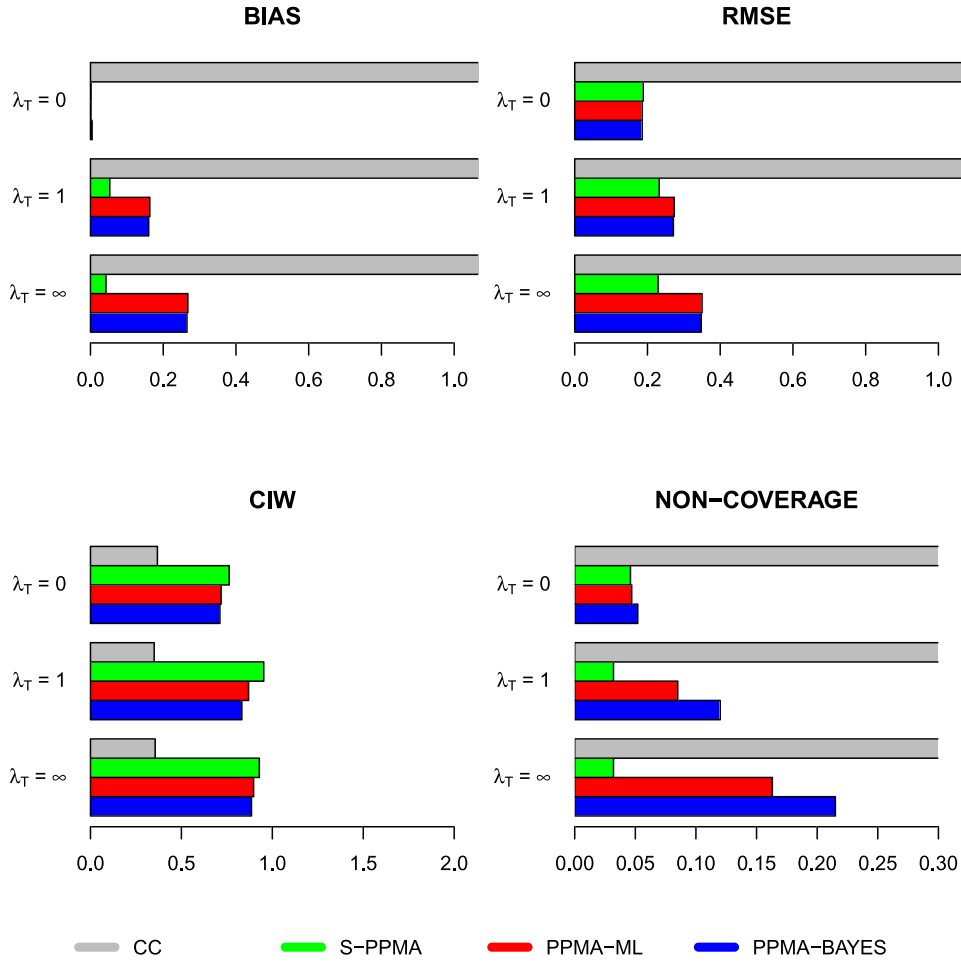 BIAS
λT = 0
λT = 1
λT = ∞
0.0 0.2 0.4 0.6 0.8 1.0
RMSE
λT = 0
λT = 1
λT = ∞
0.0 0.2 0.4 0.6 0.8 1.0
CIW
λT = 0
λT = 1
λT = ∞
0.0 0.5 1.0 1.5 2.0
NON−COVERAGE
λT = 0
λT = 1
λT = ∞
0.00 0.05 0.10 0.15 0.20 0.25 0.30
CC S−PPMA PPMA−ML PPMA−BAYES